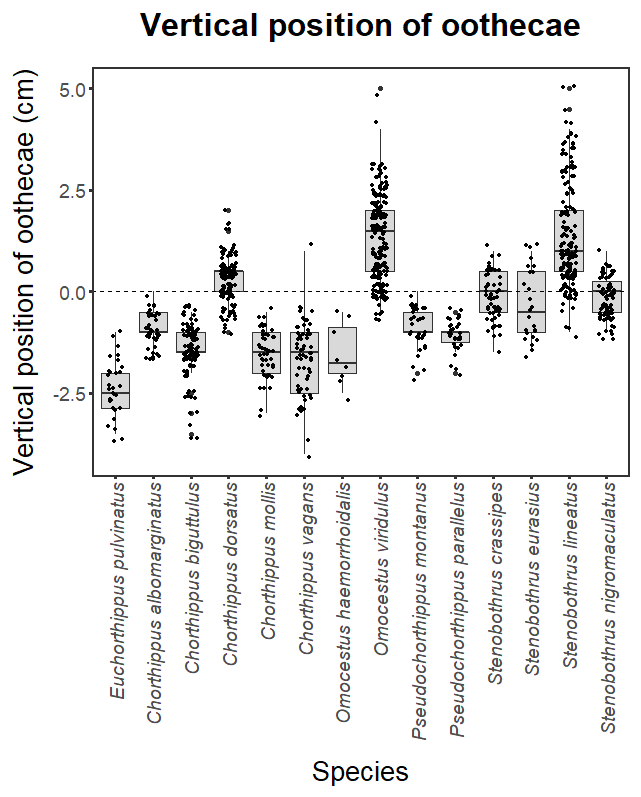 Vertical position of oothecae
Vertical position of oothecae (cm)
5.0
2.5
0.0
-2.5
Euchorthippus pulvinatus
Chorthippus albomarginatus
Chorthippus biguttulus
Chorthippus dorsatus
Chorthippus mollis
Chorthippus vagans
Omocestus haemorrhoidalis
Omocestus viridulus
Pseudochorthippus montanus
Pseudochorthippus parallelus
Stenobothrus crassipes
Stenobothrus eurasius
Stenobothrus lineatus
Stenobothrus nigromaculatus
Species